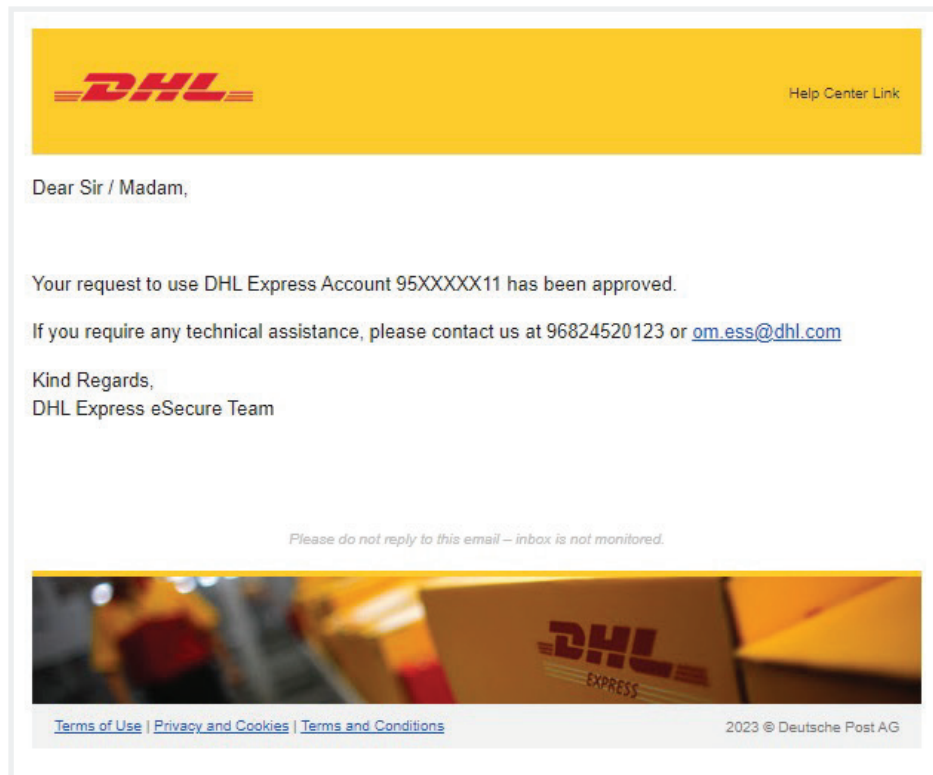 DHL
Help Center Link
Dear Sir / Madam,
Your request to use DHL Express Account 95XXXXX11 has been approved.
If you require any technical assistance, please contact us at 96824520123 or om.ess@dhl.com
Kind Regards,
DHL Express eSecure Team
Please do not reply to this email – inbox is not monitored.
DHL
EXPRESS
Terms of Use | Privacy and Cookies | Terms and Conditions
2023 © Deutsche Post AG